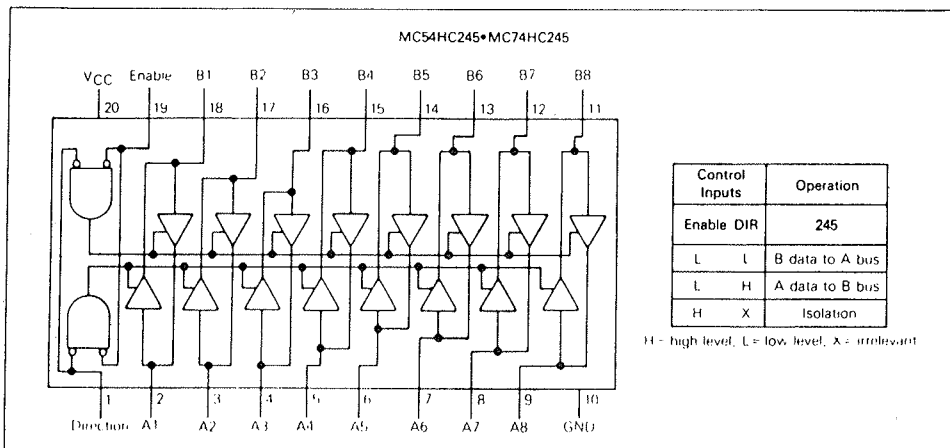 MC54HC245•MC74HC245
VCC Enable B1 B2 B3 B4 B5 B6 B7 B8
20 19 18 17 16 15 14 13 12 11
1 2 3 4 5 6 7 8 9 10
Direction A1 A2 A3 A4 A5 A6 A7 A8 GND
Control Inputs Operation
Enable DIR 245
L L B data to A bus
L H A data to B bus
H X Isolation
H = high level, L = low level, X = irrelevant